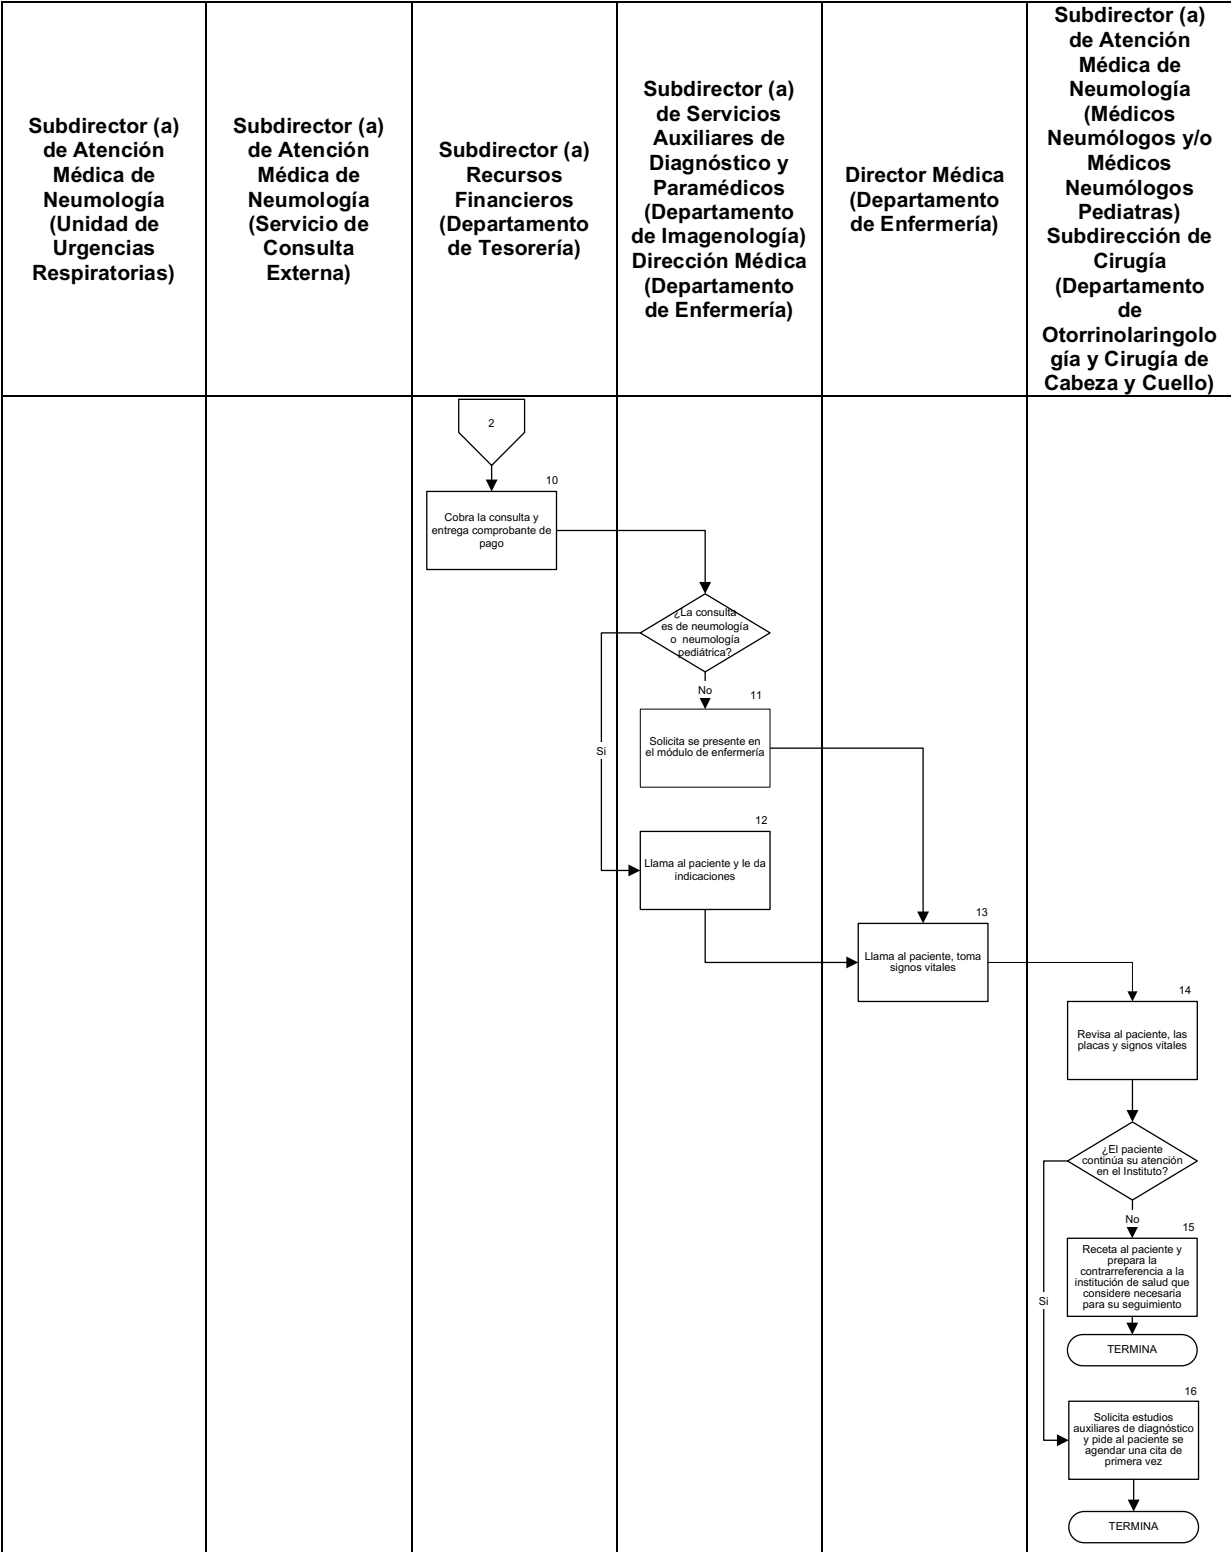 Subdirector (a)
de Atención
Médica de
Neumología
(Unidad de
Urgencias
Respiratorias)
Subdirector (a)
de Atención
Médica de
Neumología
(Servicio de
Consulta
Externa)
Subdirector (a)
Recursos
Financieros
(Departamento
de Tesorería)
Subdirector (a)
de Servicios
Auxiliares de
Diagnóstico y
Paramédicos
(Departamento
de Imagenología)
Dirección Médica
(Departamento
de Enfermería)
Director Médica
(Departamento
de Enfermería)
Subdirector (a)
de Atención
Médica de
Neumología
(Médicos
Neumólogos y/o
Médicos
Neumólogos
Pediatras)
Subdirección de
Cirugía
(Departamento
de
Otorrinolaringolo
gía y Cirugía de
Cabeza y Cuello)
2
10
Cobra la consulta y
entrega comprobante de
pago
¿La consulta
es de neumología
o neumología
pediátrica?
No
11
Solicita se presente en
el módulo de enfermería
Si
12
Llama al paciente y le da
indicaciones
13
Llama al paciente, toma
signos vitales
14
Revisa al paciente, las
placas y signos vitales
¿El paciente
continúa su atención
en el Instituto?
No
15
Receta al paciente y
prepara la
contrarreferencia a la
institución de salud que
considere necesaria
para su seguimiento
Si
TERMINA
16
Solicita estudios
auxiliares de diagnóstico
y pide al paciente se
agendar una cita de
primera vez
TERMINA